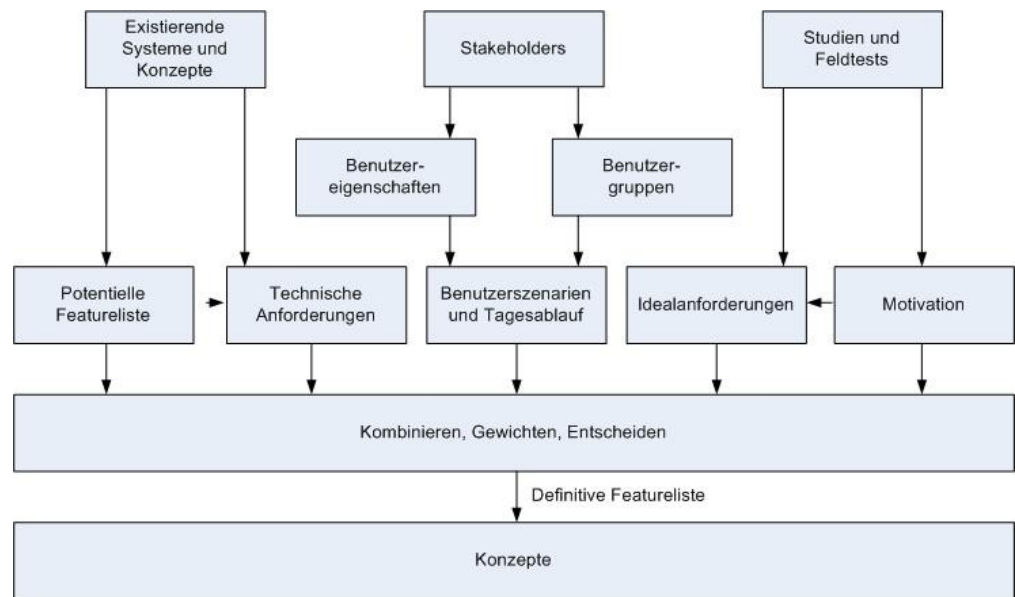 Existierende
Systeme und
Konzepte
Stakeholders
Studien und
Feldtests
Benutzer-
eigenschaften
Benutzer-
gruppen
Potentielle
Featureliste
Technische
Anforderungen
Benutzerszenarien
und Tagesablauf
Idealanforderungen
Motivation
Kombinieren, Gewichten, Entscheiden
Definitive Featureliste
Konzepte